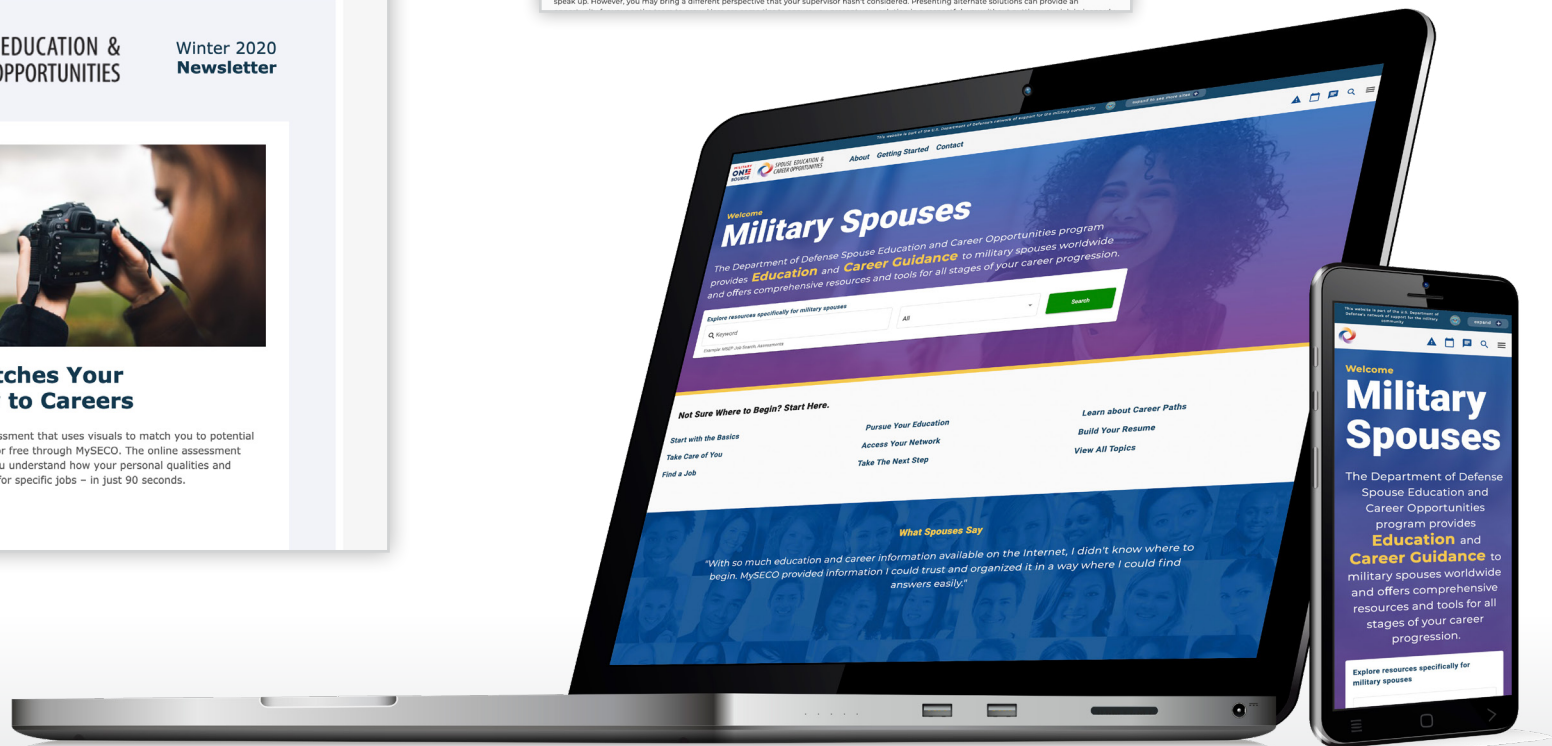 speak up. However, you may bring a different perspective that your supervisor hasn't considered. Presenting alternate solutions can provide an
EDUCATION &
OPPORTUNITIES
Winter 2020
Newsletter
tches Your
to Careers
ssment that uses visuals to match you to potential
or free through MySECO. The online assessment
u understand how your personal qualities and
for specific jobs – in just 90 seconds.
This website is part of the U.S. Department of Defense's network of support for the military community
expand to see more sites +
MILITARY
ONE
SOURCE
SPOUSE EDUCATION &
CAREER OPPORTUNITIES
About Getting Started Contact
Welcome
Military Spouses
The Department of Defense Spouse Education and Career Opportunities program
provides Education and Career Guidance to military spouses worldwide
and offers comprehensive resources and tools for all stages of your career progression.
Explore resources specifically for military spouses
Keyword
All
Search
Not Sure Where to Begin? Start Here.
Start with the Basics
Take Care of You
Find a Job
Pursue Your Education
Access Your Network
Take The Next Step
Learn about Career Paths
Build Your Resume
View All Topics
What Spouses Say
"With so much education and career information available on the Internet, I didn't know where to
begin. MySECO provided information I could trust and organized it in a way where I could find
answers easily."
This website is part of the U.S. Department of
Defense's network of support for the military
community
expand +
Welcome
Military
Spouses
The Department of Defense
Spouse Education and
Career Opportunities
program provides
Education and
Career Guidance to
military spouses worldwide
and offers comprehensive
resources and tools for all
stages of your career
progression.
Explore resources specifically for
military spouses